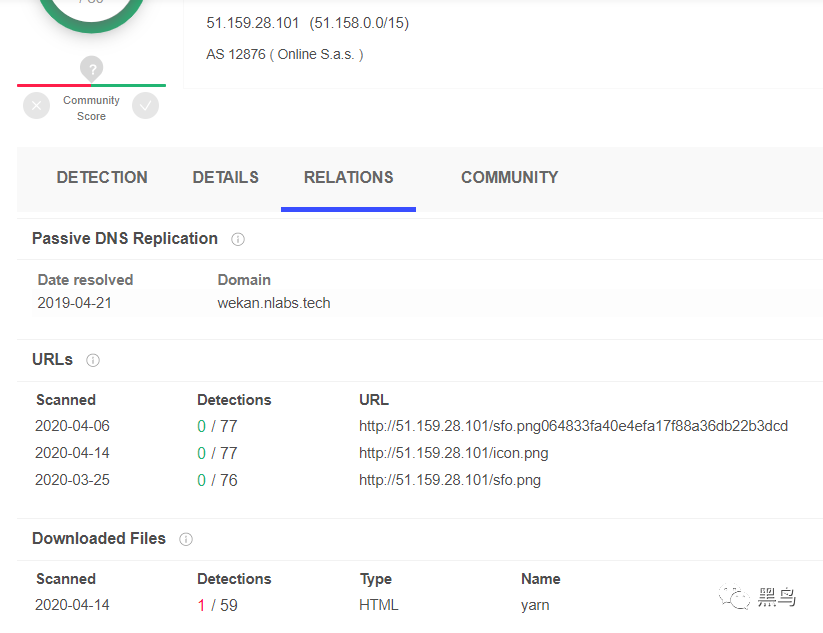 / 80
51.159.28.101 (51.158.0.0/15)
AS 12876 ( Online S.a.s. )
?
Community
Score
DETECTION DETAILS RELATIONS COMMUNITY
Passive DNS Replication
Date resolved Domain
2019-04-21 wekan.nlabs.tech
URLs
Scanned Detections URL
2020-04-06 0 / 77 http://51.159.28.101/sfo.png064833fa40e4efa17f88a36db22b3dcd
2020-04-14 0 / 77 http://51.159.28.101/icon.png
2020-03-25 0 / 76 http://51.159.28.101/sfo.png
Downloaded Files
Scanned Detections Type Name
2020-04-14 1 / 59 HTML yarn
黑鸟